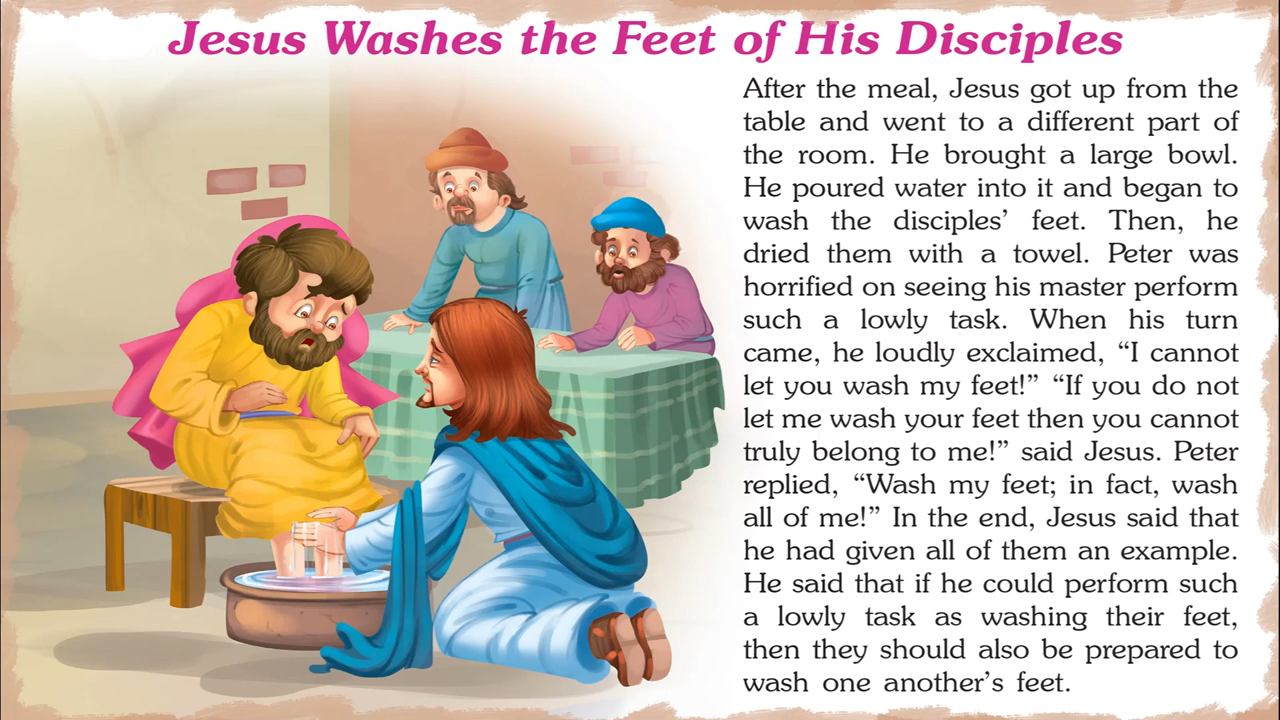 Jesus Washes the Feet of His Disciples
After the meal, Jesus got up from the
table and went to a different part of
the room. He brought a large bowl.
He poured water into it and began to
wash the disciples’ feet. Then, he
dried them with a towel. Peter was
horrified on seeing his master perform
such a lowly task. When his turn
came, he loudly exclaimed, “I cannot
let you wash my feet!” “If you do not
let me wash your feet then you cannot
truly belong to me!” said Jesus. Peter
replied, “Wash my feet; in fact, wash
all of me!” In the end, Jesus said that
he had given all of them an example.
He said that if he could perform such
a lowly task as washing their feet,
then they should also be prepared to
wash one another’s feet.